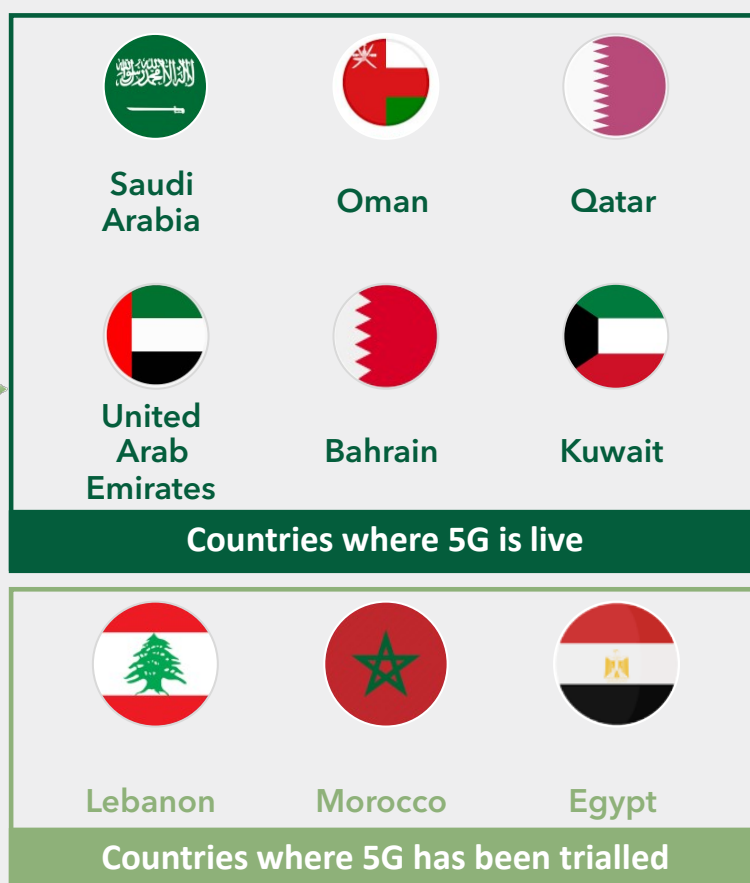 Saudi
Arabia
Oman
Qatar
United
Arab
Emirates
Bahrain
Kuwait
Countries where 5G is live
Lebanon
Morocco
Egypt
Countries where 5G has been trialled